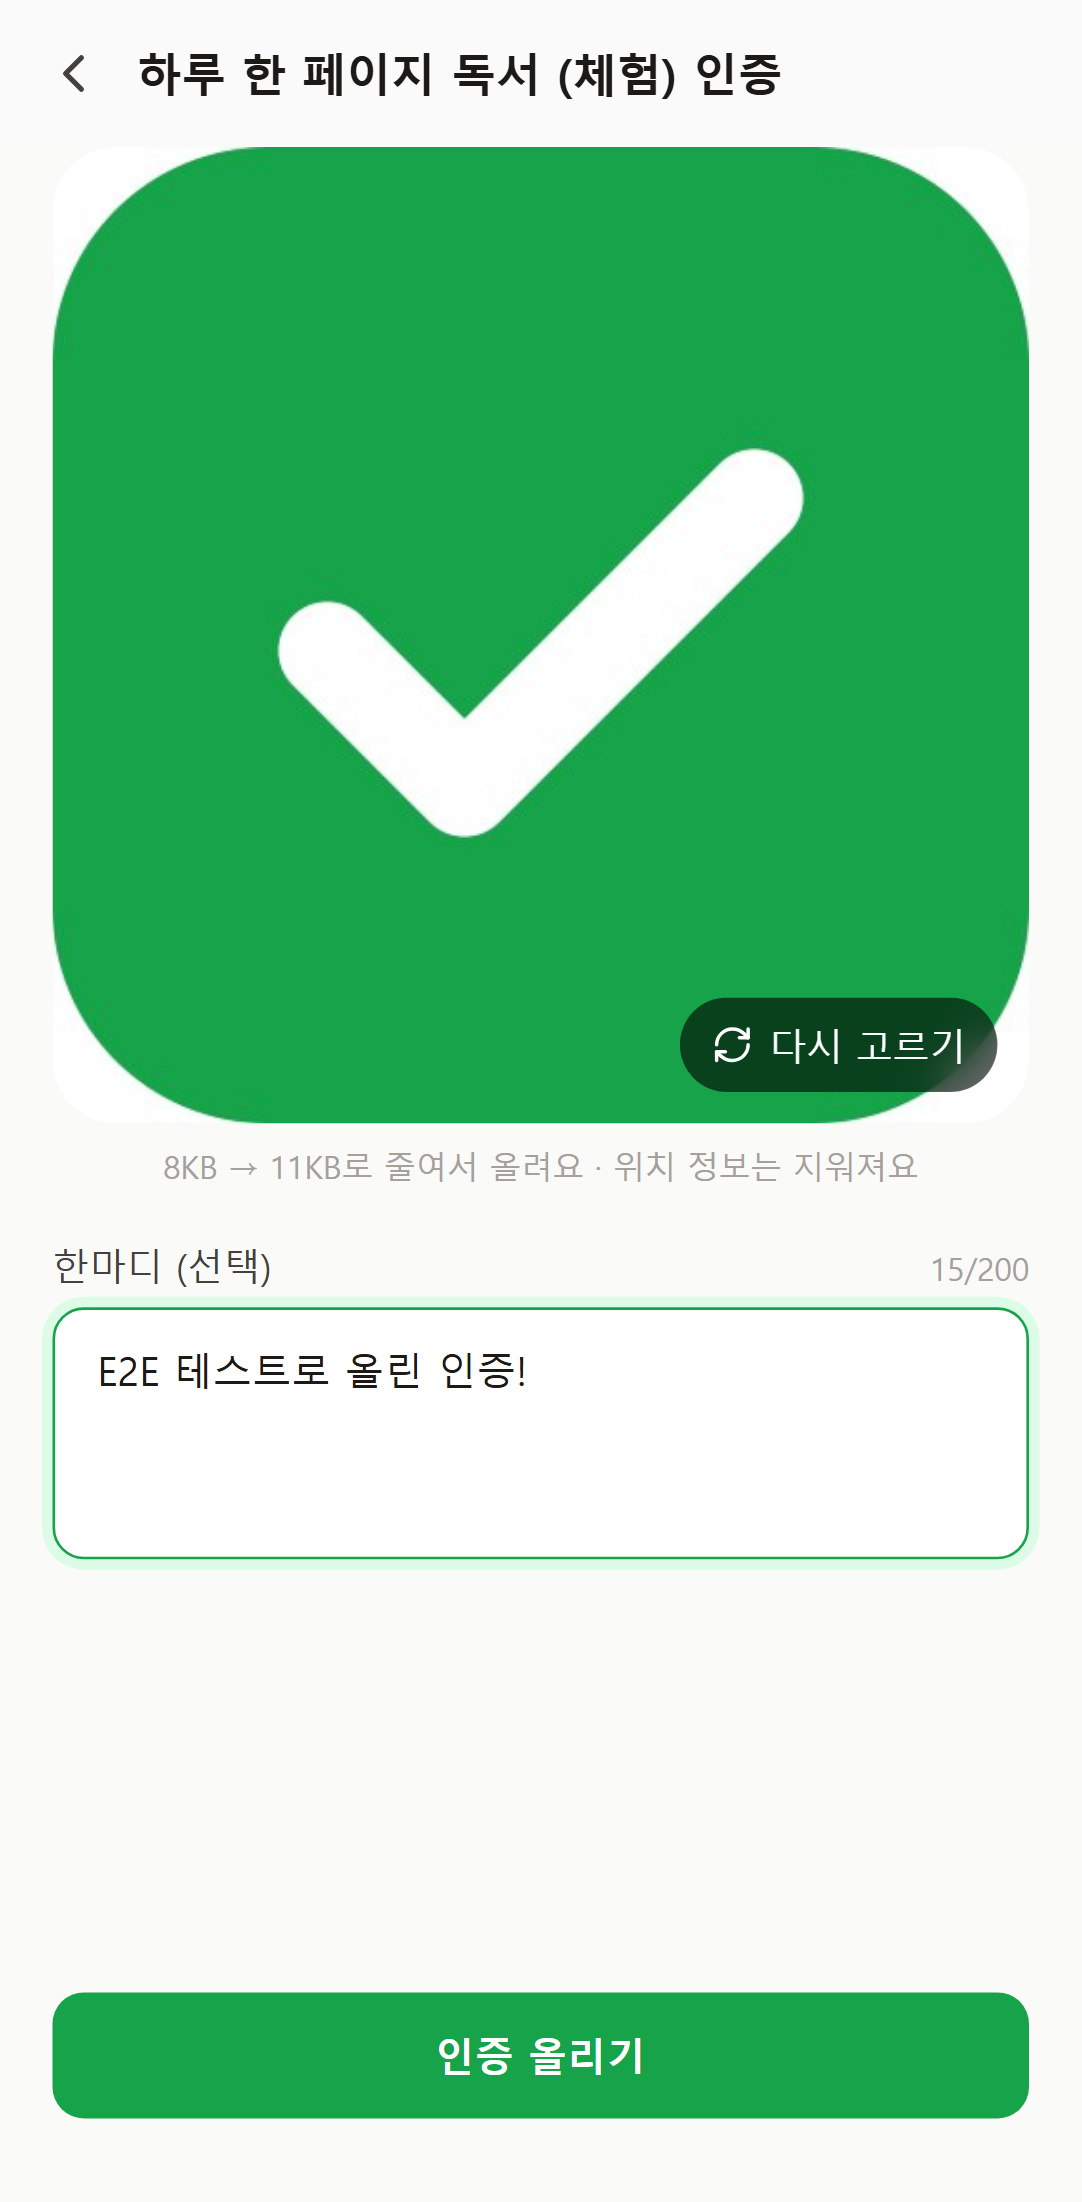 하루 한 페이지 독서 (체험) 인증
다시 고르기
8KB → 11KB로 줄여서 올려요 · 위치 정보는 지워져요
한마디 (선택)
15/200
E2E 테스트로 올린 인증!
인증 올리기